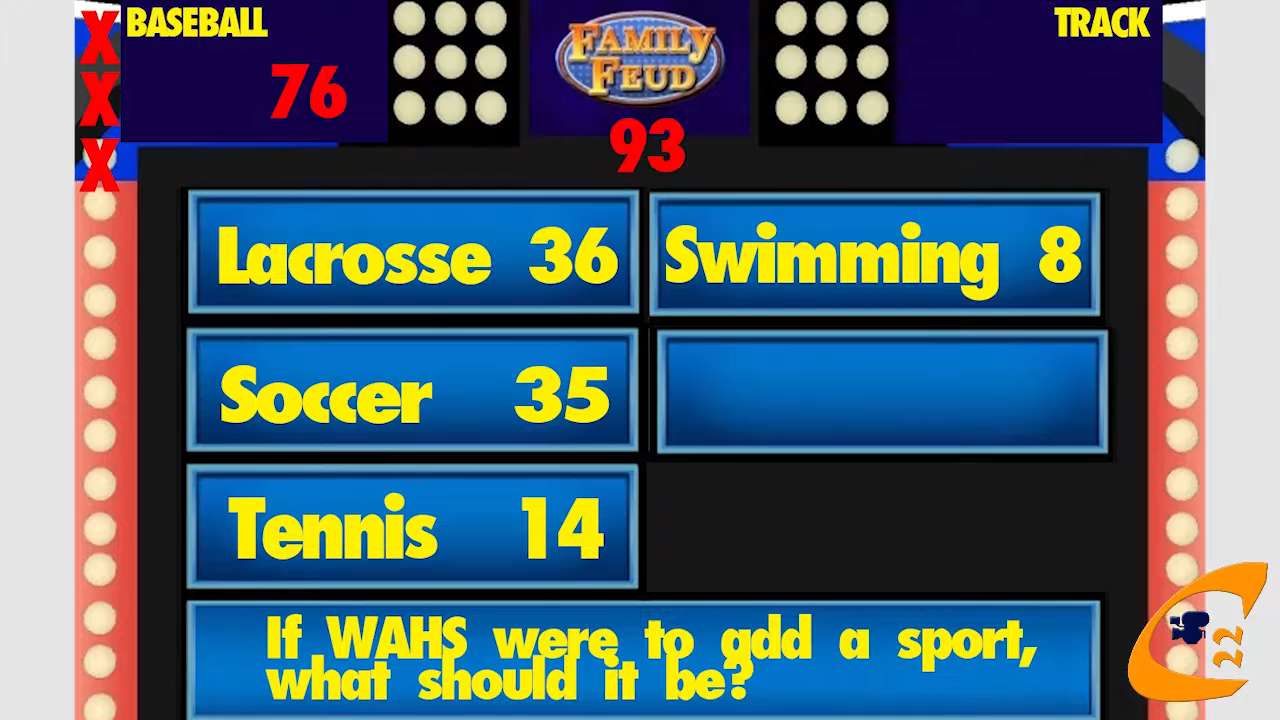 X
X
X
BASEBALL
76
FAMILY
FEUD
93
TRACK
Lacrosse 36
Swimming 8
Soccer 35
Tennis 14
If WAHS were to add a sport,
what should it be?
22